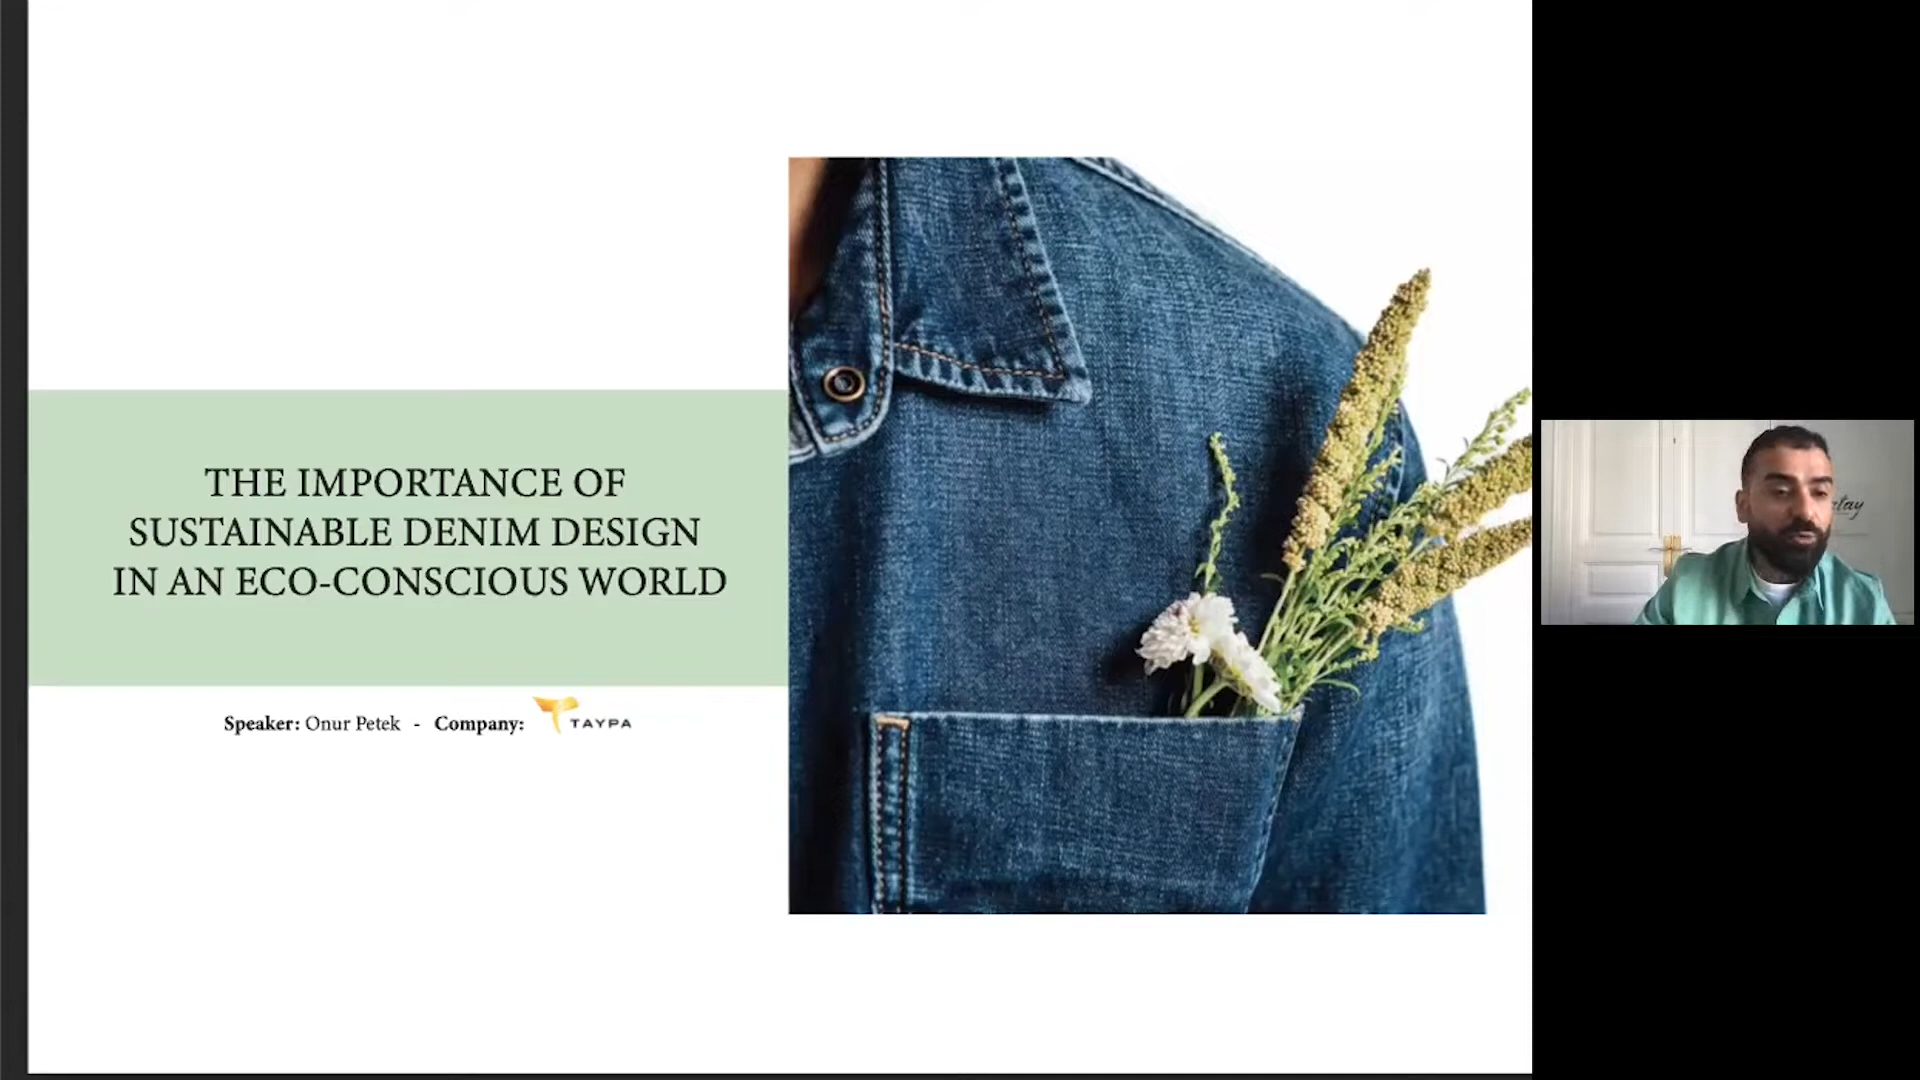 THE IMPORTANCE OF
SUSTAINABLE DENIM DESIGN
IN AN ECO-CONSCIOUS WORLD
Speaker: Onur Petek - Company: TAYPA